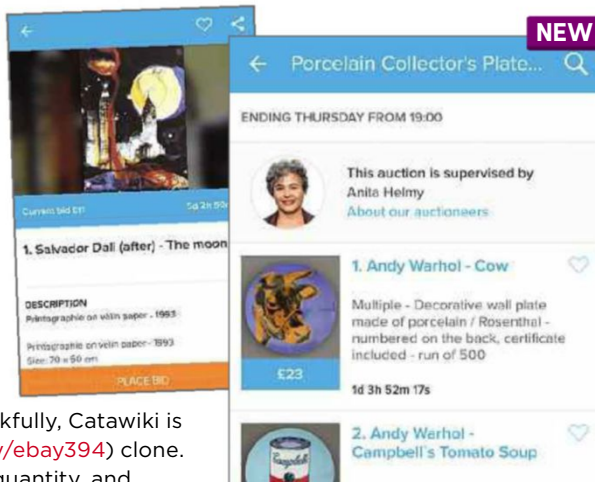 NEW
Current bid
1. Salvador Dali (after) - The moon
DESCRIPTION
Printographie on velin paper - 1993
Printographie on velin paper - 1993
Size: 70 x 50 cm
PLACE BID
Porcelain Collector's Plate...
ENDING THURSDAY FROM 19:00
This auction is supervised by
Anita Helmy
About our auctioneers
1. Andy Warhol - Cow
Multiple - Decorative wall plate
made of porcelain / Rosenthal -
numbered on the back, certificate
included - run of 500
£23
1d 3h 52m 17s
2. Andy Warhol -
Campbell's Tomato Soup
Campbell's
kfully, Catawiki is
y/ebay394) clone.
quantity, and